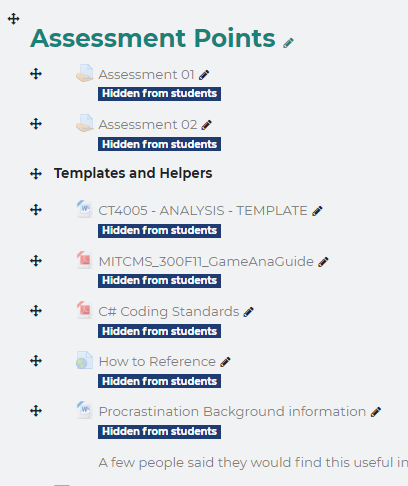 Assessment Points
Assessment 01
Hidden from students
Assessment 02
Hidden from students
Templates and Helpers
CT4005 - ANALYSIS - TEMPLATE
Hidden from students
MITCMS_300F11_GameAnaGuide
Hidden from students
C# Coding Standards
Hidden from students
How to Reference
Hidden from students
Procrastination Background information
Hidden from students
A few people said they would find this useful in